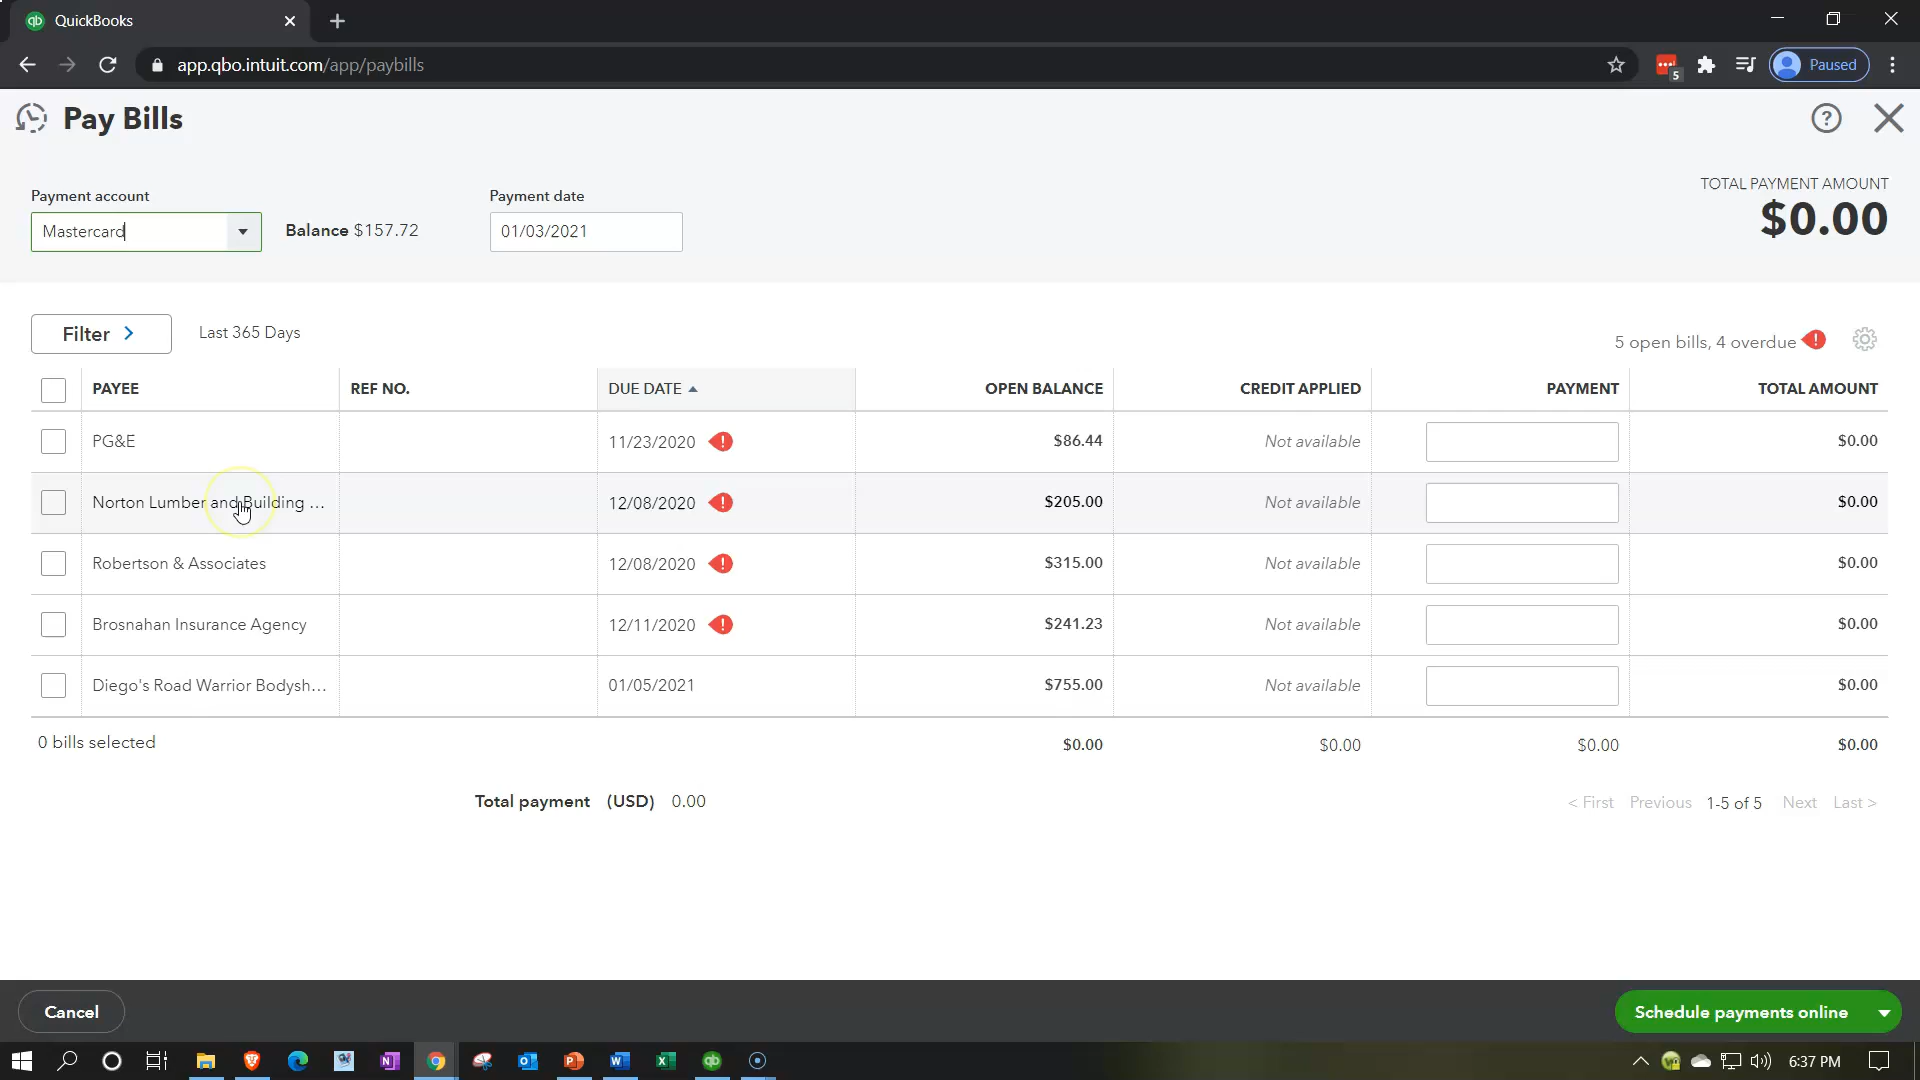 QuickBooks
app.qbo.intuit.com/app/paybills
5
Paused
Pay Bills
?
Payment account
Payment date
TOTAL PAYMENT AMOUNT
Mastercard
Balance $157.72
01/03/2021
$0.00
Filter
Last 365 Days
5 open bills, 4 overdue !
PAYEE REF NO. DUE DATE OPEN BALANCE CREDIT APPLIED PAYMENT TOTAL AMOUNT
PG&E 11/23/2020 ! $86.44 Not available $0.00
Norton Lumber and Building ... 12/08/2020 ! $205.00 Not available $0.00
Robertson & Associates 12/08/2020 ! $315.00 Not available $0.00
Brosnahan Insurance Agency 12/11/2020 ! $241.23 Not available $0.00
Diego's Road Warrior Bodysh... 01/05/2021 $755.00 Not available $0.00
0 bills selected $0.00 $0.00 $0.00 $0.00
Total payment (USD) 0.00
< First Previous 1-5 of 5 Next Last >
Cancel
Schedule payments online
6:37 PM